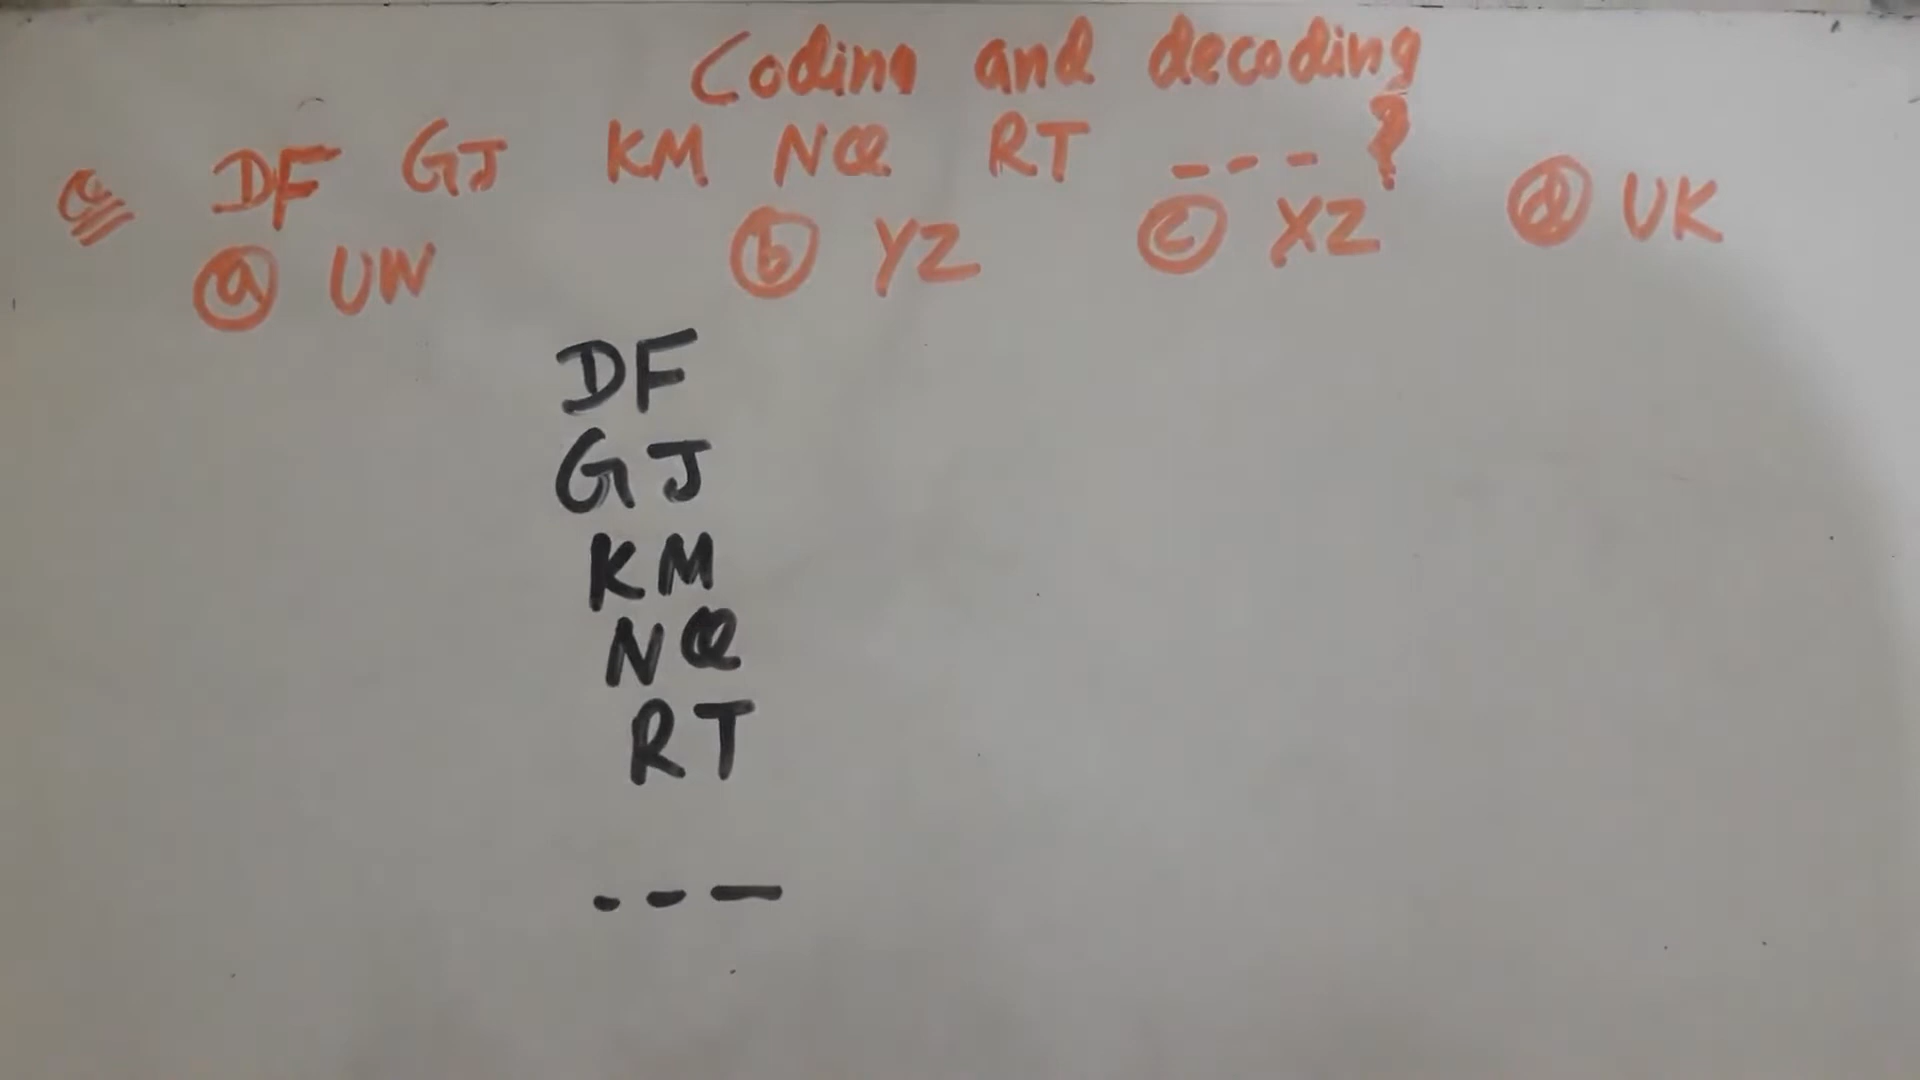 Coding and decoding
Q DF GJ KM NQ RT --- ?
(a) UW (b) YZ (c) XZ (d) UK
DF
GJ
KM
NQ
RT
---